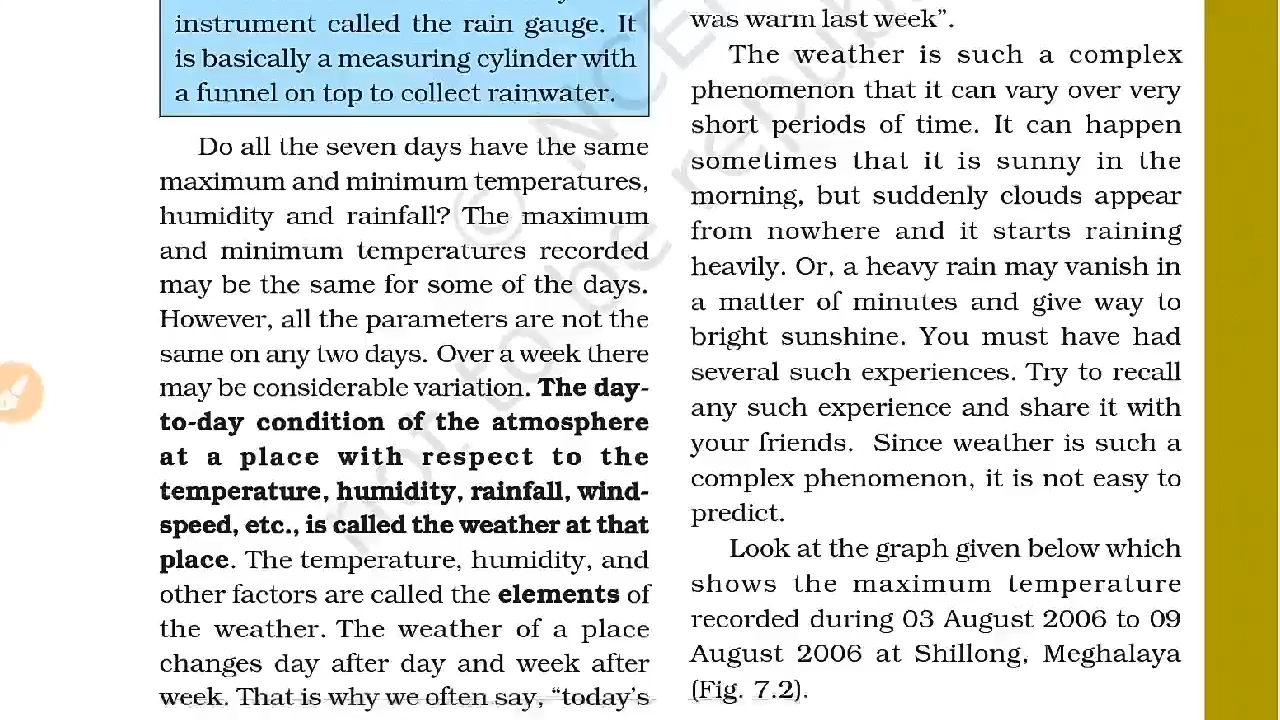 instrument called the rain gauge. It
is basically a measuring cylinder with
a funnel on top to collect rainwater.
Do all the seven days have the same
maximum and minimum temperatures,
humidity and rainfall? The maximum
and minimum temperatures recorded
may be the same for some of the days.
However, all the parameters are not the
same on any two days. Over a week there
may be considerable variation. The day-
to-day condition of the atmosphere
at a place with respect to the
temperature, humidity, rainfall, wind-
speed, etc., is called the weather at that
place. The temperature, humidity, and
other factors are called the elements of
the weather. The weather of a place
changes day after day and week after
week. That is why we often say, “today's
was warm last week”.
The weather is such a complex
phenomenon that it can vary over very
short periods of time. It can happen
sometimes that it is sunny in the
morning, but suddenly clouds appear
from nowhere and it starts raining
heavily. Or, a heavy rain may vanish in
a matter of minutes and give way to
bright sunshine. You must have had
several such experiences. Try to recall
any such experience and share it with
your friends. Since weather is such a
complex phenomenon, it is not easy to
predict.
Look at the graph given below which
shows the maximum temperature
recorded during 03 August 2006 to 09
August 2006 at Shillong, Meghalaya
(Fig. 7.2).
© NCE
not to be repub